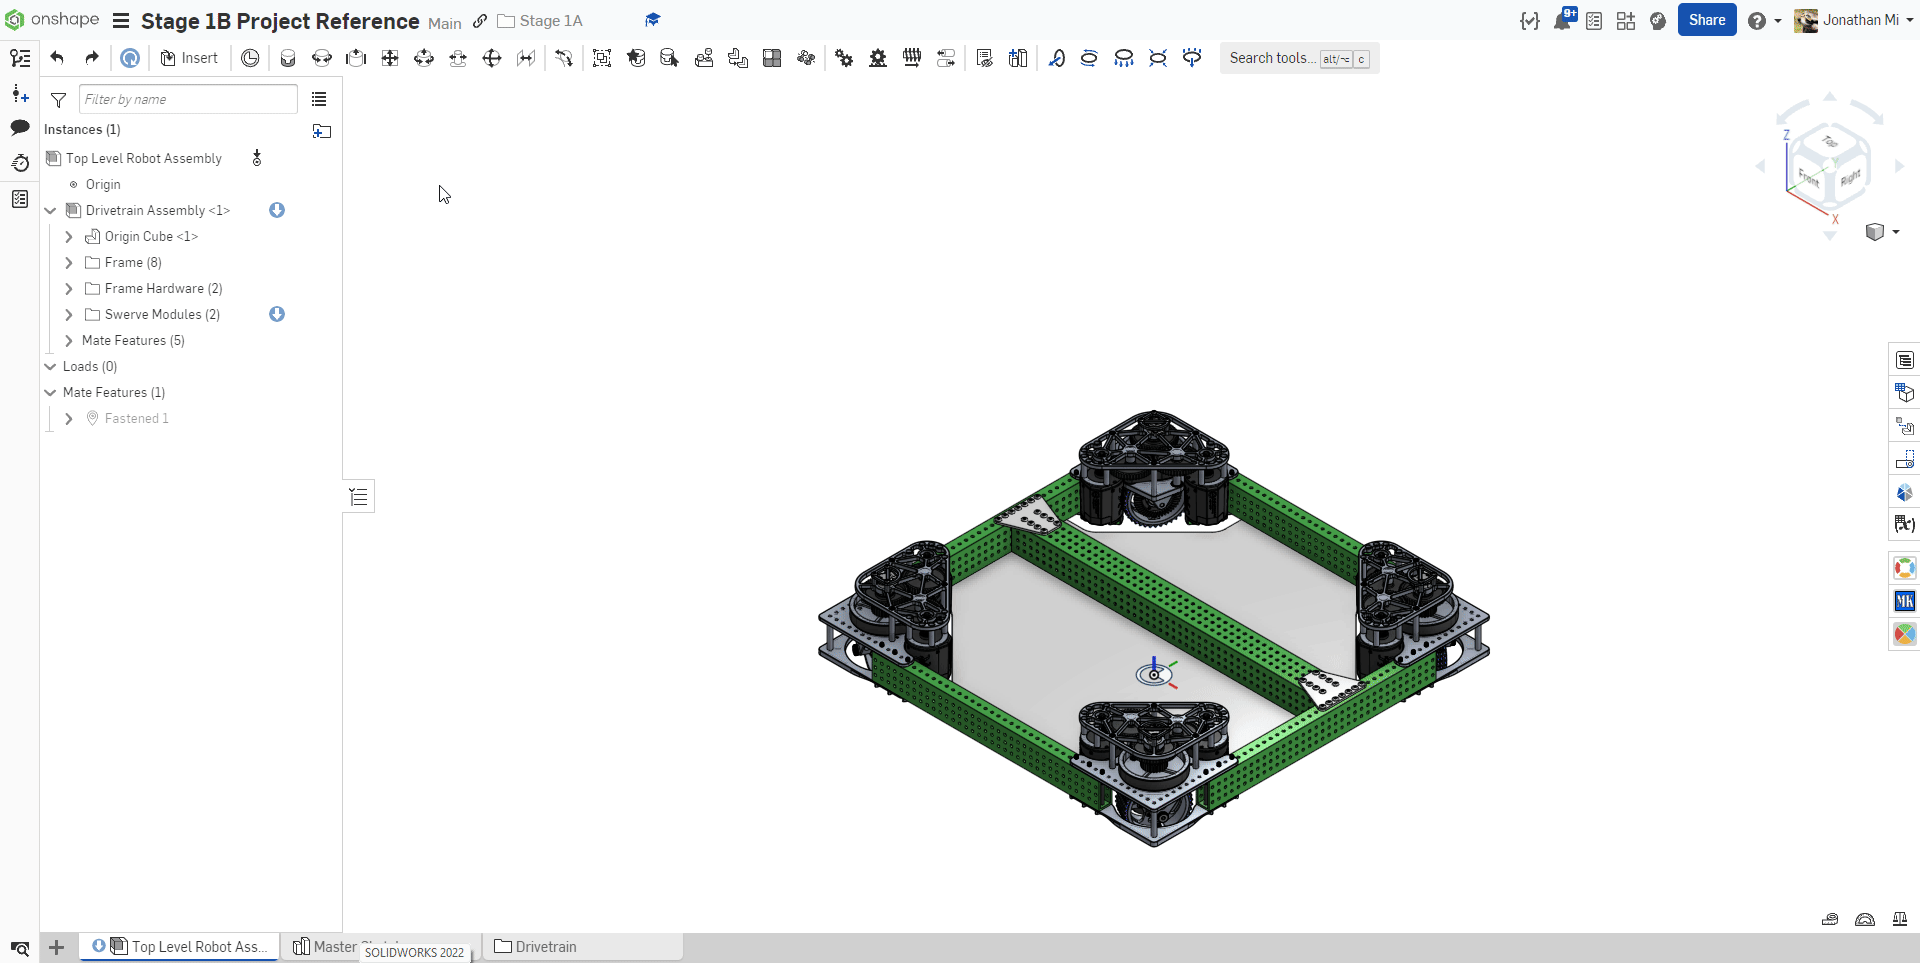 onshape Stage 1B Project Reference Main Stage 1A 9+ Share Jonathan Mi
Insert Search tools... alt/⌥ c
Filter by name
Instances (1)
Top Level Robot Assembly
Origin
Drivetrain Assembly <1>
Origin Cube <1>
Frame (8)
Frame Hardware (2)
Swerve Modules (2)
Mate Features (5)
Loads (0)
Mate Features (1)
Fastened 1
Z
Top
Y
Front Right
X
MK
Top Level Robot Ass... Master Drivetrain
SOLIDWORKS 2022